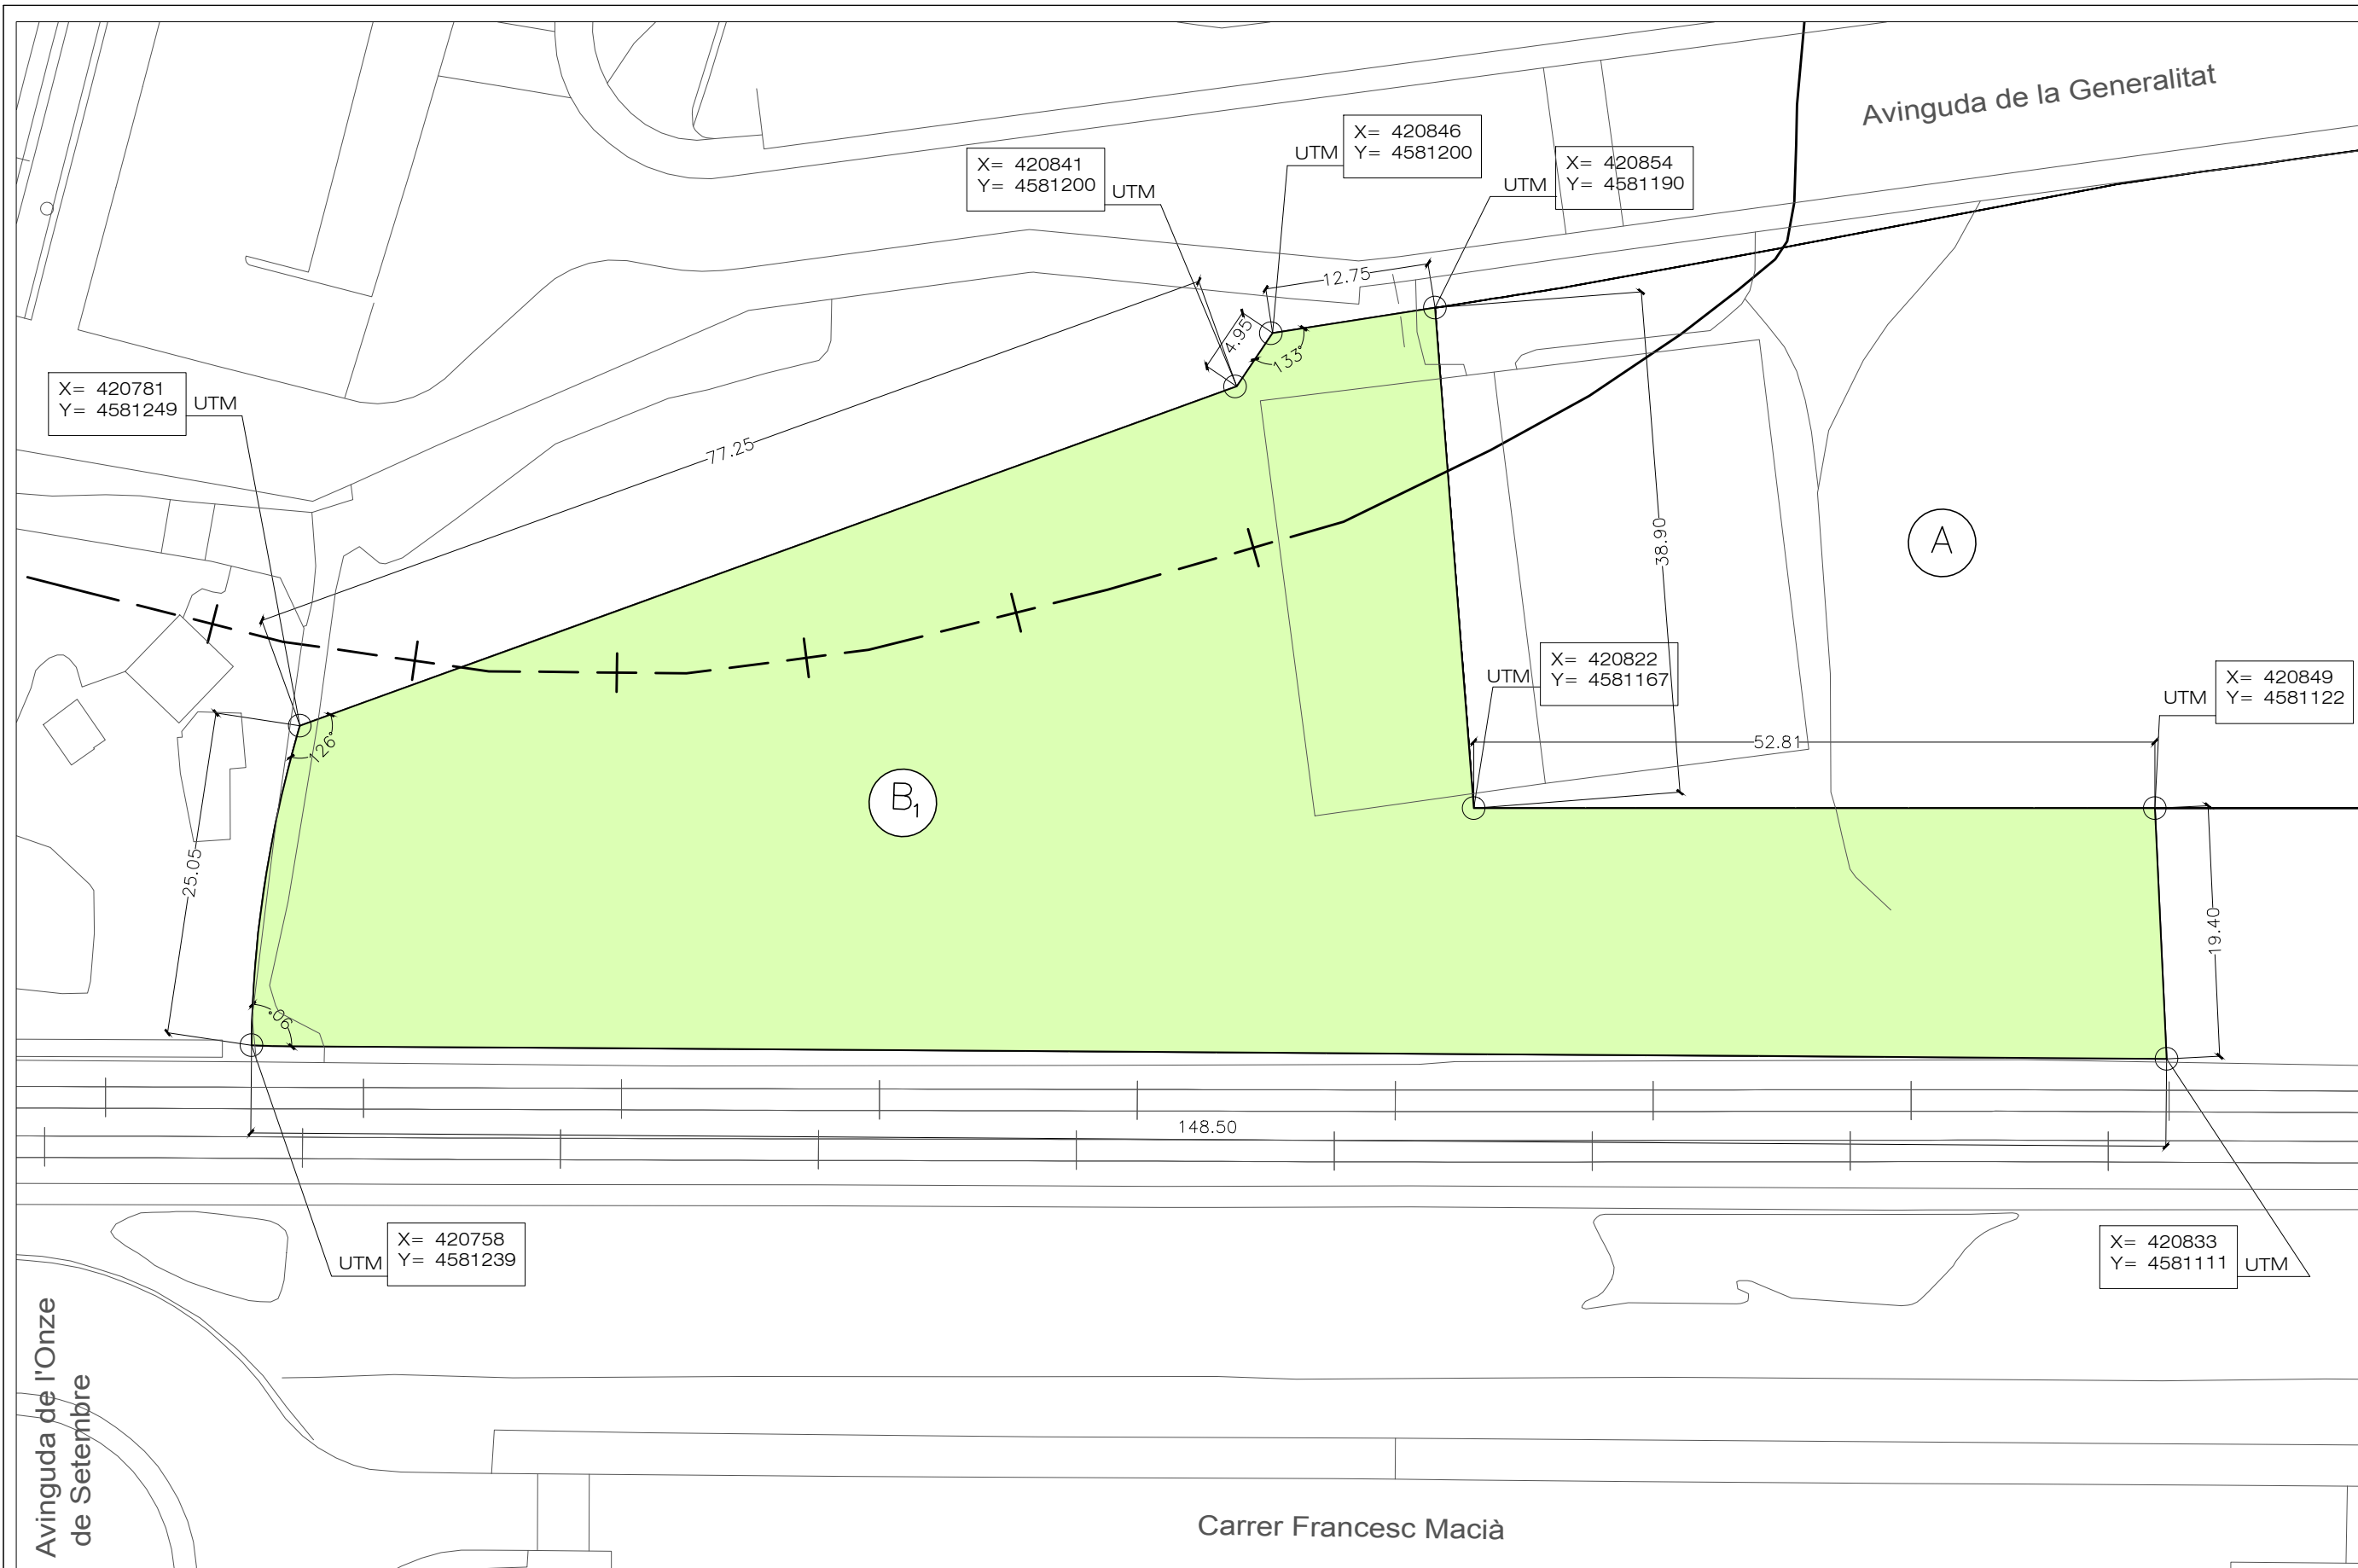 Avinguda de la Generalitat
X= 420846
Y= 4581200
UTM
X= 420841
Y= 4581200
UTM
X= 420854
Y= 4581190
UTM
12.75
4.95
133°
X= 420781
Y= 4581249
UTM
77.25
38.90
A
X= 420822
Y= 4581167
UTM
X= 420849
Y= 4581122
UTM
52.81
126°
B1
25.05
19.40
90°
148.50
X= 420758
Y= 4581239
UTM
X= 420833
Y= 4581111
UTM
Avinguda de l'Onze
de Setembre
Carrer Francesc Macià